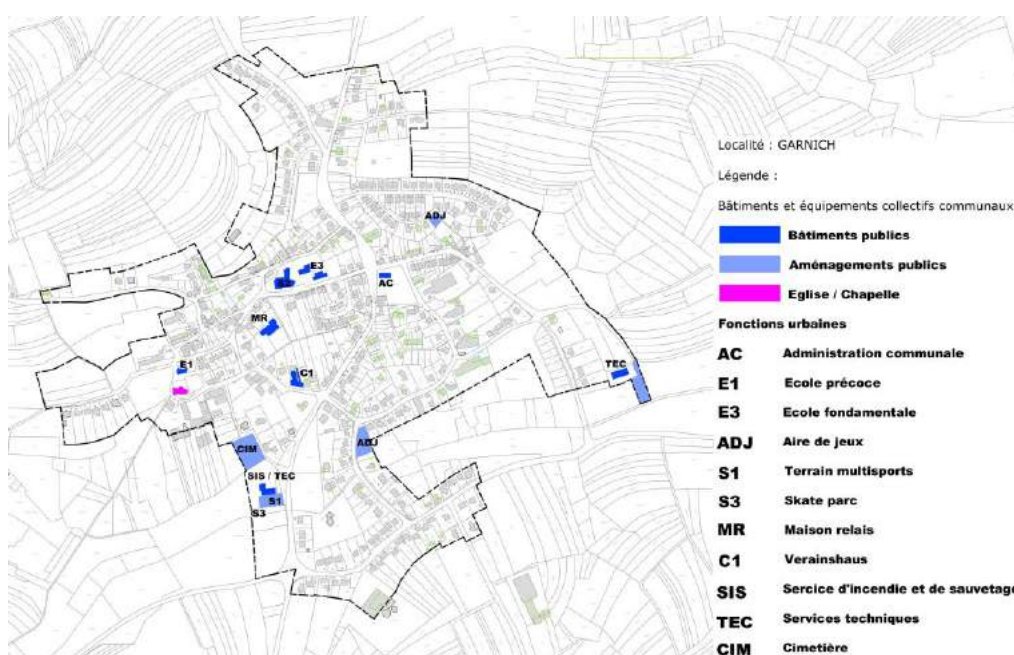 Localité : GARNICH
Légende :
Bâtiments et équipements collectifs communaux
Bâtiments publics
Aménagements publics
Eglise / Chapelle
Fonctions urbaines
AC Administration communale
E1 Ecole précoce
E3 Ecole fondamentale
ADJ Aire de jeux
S1 Terrain multisports
S3 Skate parc
MR Maison relais
C1 Verainshaus
SIS Sercice d'incendie et de sauvetage
TEC Services techniques
CIM Cimetière
ADJ
E3
AC
MR
E1
C1
TEC
CIM
ADJ
SIS / TEC
S1
S3